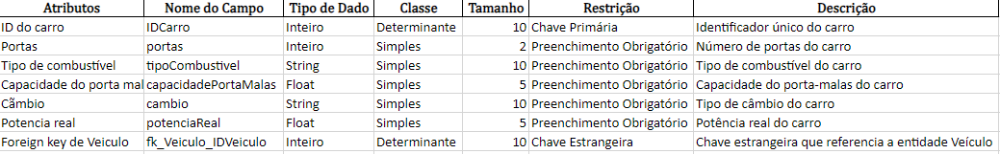 Atributos Nome do Campo Tipo de Dado Classe Tamanho Restrição Descrição
ID do carro IDCarro Inteiro Determinante 10 Chave Primária Identificador único do carro
Portas portas Inteiro Simples 2 Preenchimento Obrigatório Número de portas do carro
Tipo de combustível tipoCombustivel String Simples 10 Preenchimento Obrigatório Tipo de combustível do carro
Capacidade do porta mal capacidadePortaMalas Float Simples 5 Preenchimento Obrigatório Capacidade do porta-malas do carro
Cãmbio cambio String Simples 10 Preenchimento Obrigatório Tipo de câmbio do carro
Potencia real potenciaReal Float Simples 5 Preenchimento Obrigatório Potência real do carro
Foreign key de Veiculo fk_Veiculo_IDVeiculo Inteiro Determinante 10 Chave Estrangeira Chave estrangeira que referencia a entidade Veículo